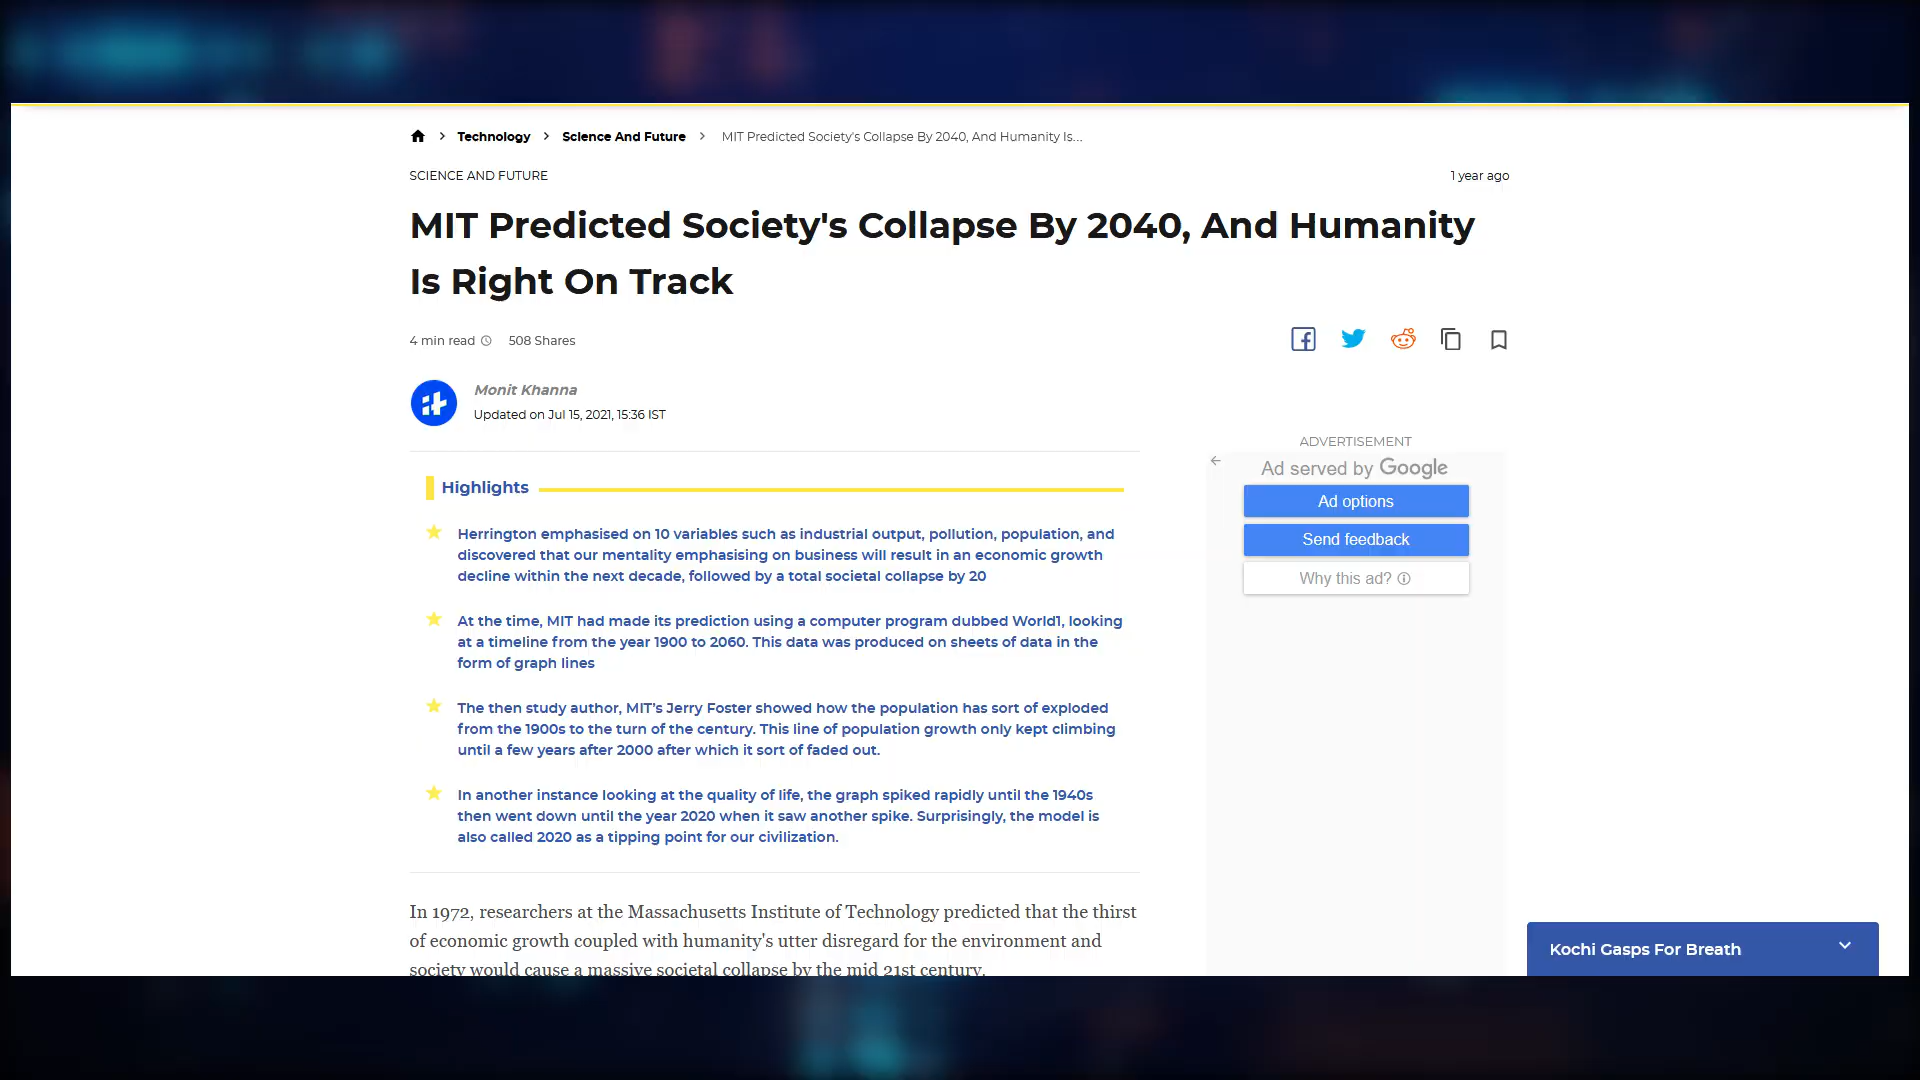 Technology > Science And Future > MIT Predicted Society's Collapse By 2040, And Humanity Is...
SCIENCE AND FUTURE
1 year ago
MIT Predicted Society's Collapse By 2040, And Humanity
Is Right On Track
4 min read
508 Shares
Monit Khanna
Updated on Jul 15, 2021, 15:36 IST
Highlights
Herrington emphasised on 10 variables such as industrial output, pollution, population, and
discovered that our mentality emphasising on business will result in an economic growth
decline within the next decade, followed by a total societal collapse by 20
At the time, MIT had made its prediction using a computer program dubbed World1, looking
at a timeline from the year 1900 to 2060. This data was produced on sheets of data in the
form of graph lines
The then study author, MIT's Jerry Foster showed how the population has sort of exploded
from the 1900s to the turn of the century. This line of population growth only kept climbing
until a few years after 2000 after which it sort of faded out.
In another instance looking at the quality of life, the graph spiked rapidly until the 1940s
then went down until the year 2020 when it saw another spike. Surprisingly, the model is
also called 2020 as a tipping point for our civilization.
In 1972, researchers at the Massachusetts Institute of Technology predicted that the thirst
of economic growth coupled with humanity's utter disregard for the environment and
society would cause a massive societal collapse by the mid 21st century.
ADVERTISEMENT
Ad served by Google
Ad options
Send feedback
Why this ad?
Kochi Gasps For Breath